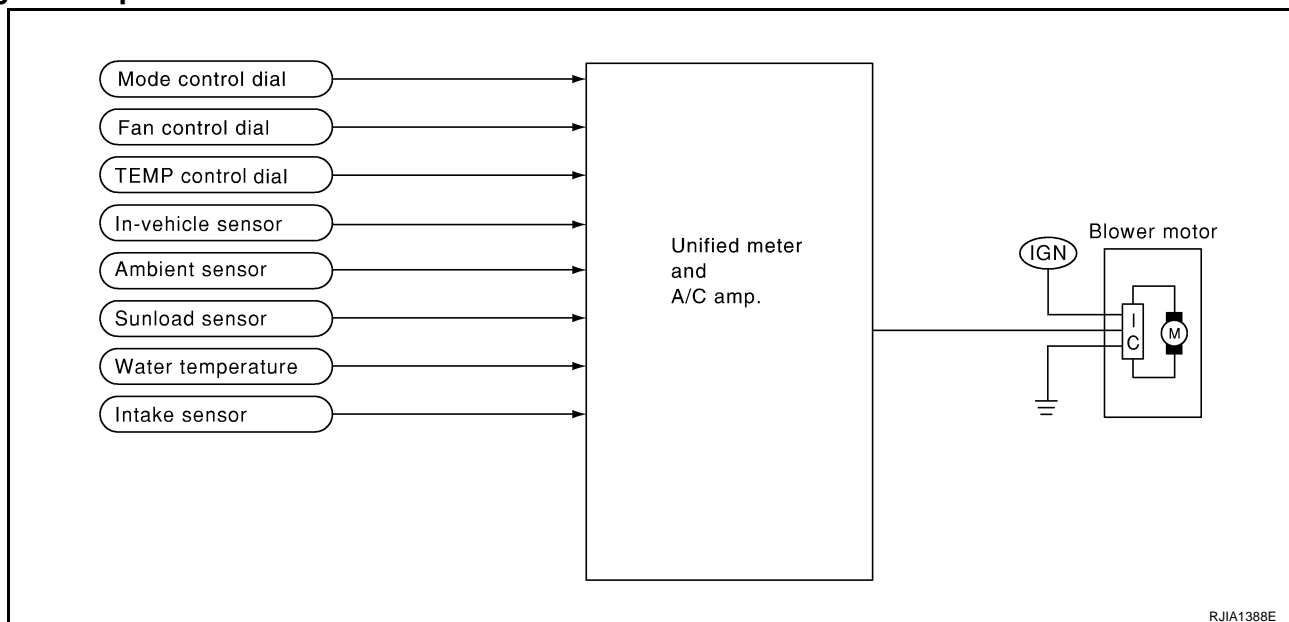 Mode control dial
Fan control dial
TEMP control dial
In-vehicle sensor
Ambient sensor
Sunload sensor
Water temperature
Intake sensor
Unified meter
and
A/C amp.
IGN
Blower motor
I
C
M
RJIA1388E